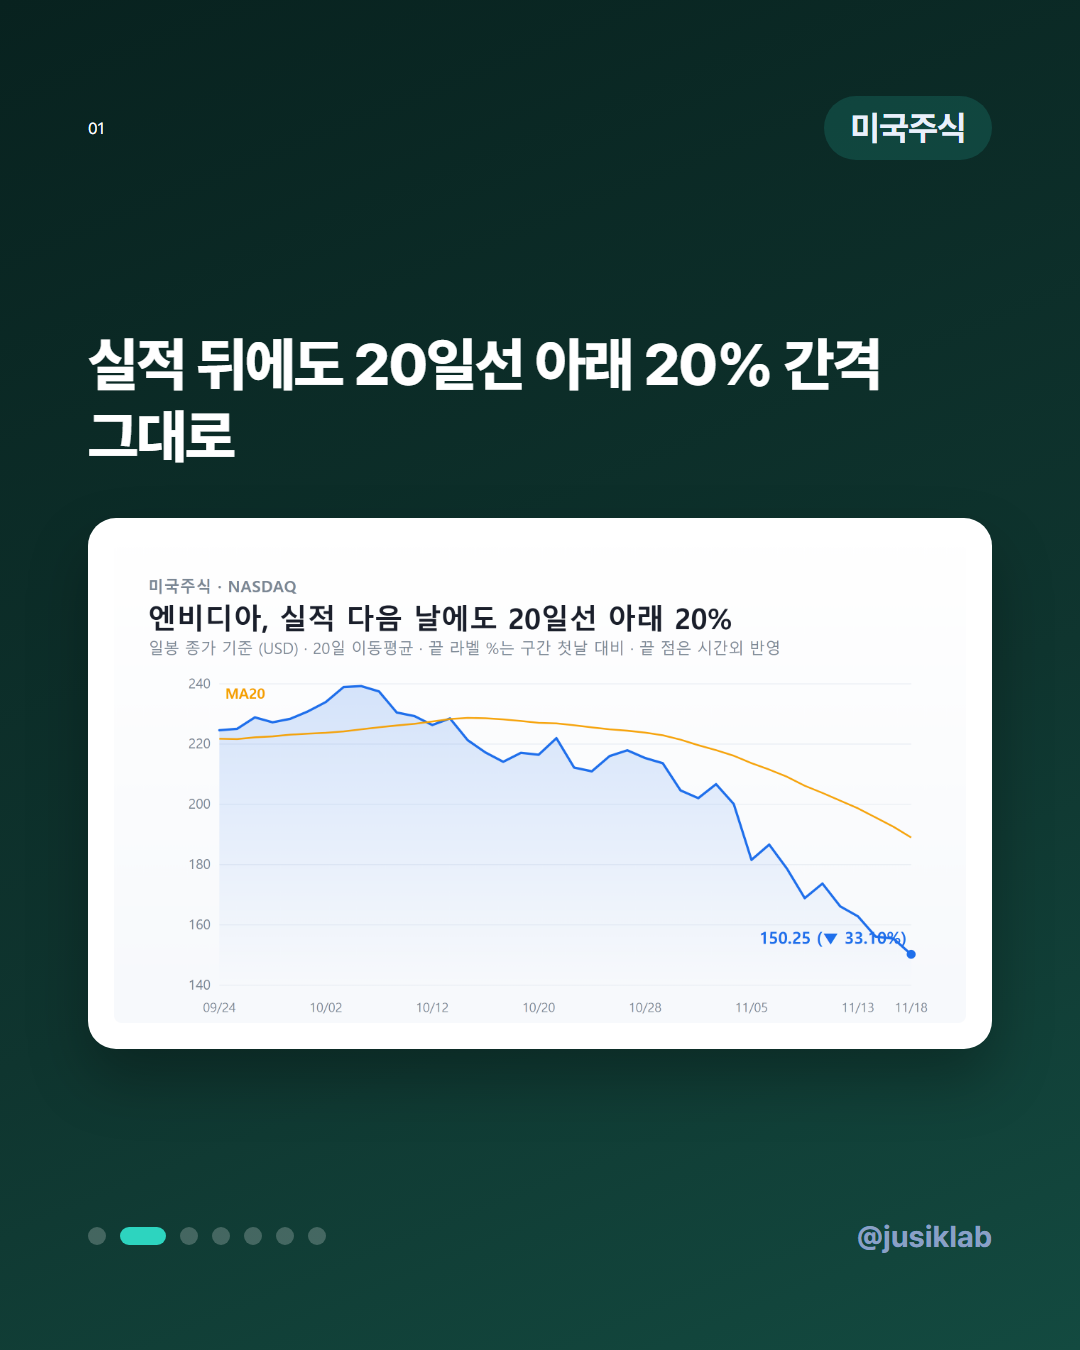 01
미국주식
실적 뒤에도 20일선 아래 20% 간격
그대로
미국주식 · NASDAQ
엔비디아, 실적 다음 날에도 20일선 아래 20%
일봉 종가 기준 (USD) · 20일 이동평균 · 끝 라벨 %는 구간 첫날 대비 · 끝 점은 시간외 반영
240
MA20
220
200
180
160
150.25 (▼ 33.10%)
140
09/24 10/02 10/12 10/20 10/28 11/05 11/13 11/18
@jusiklab